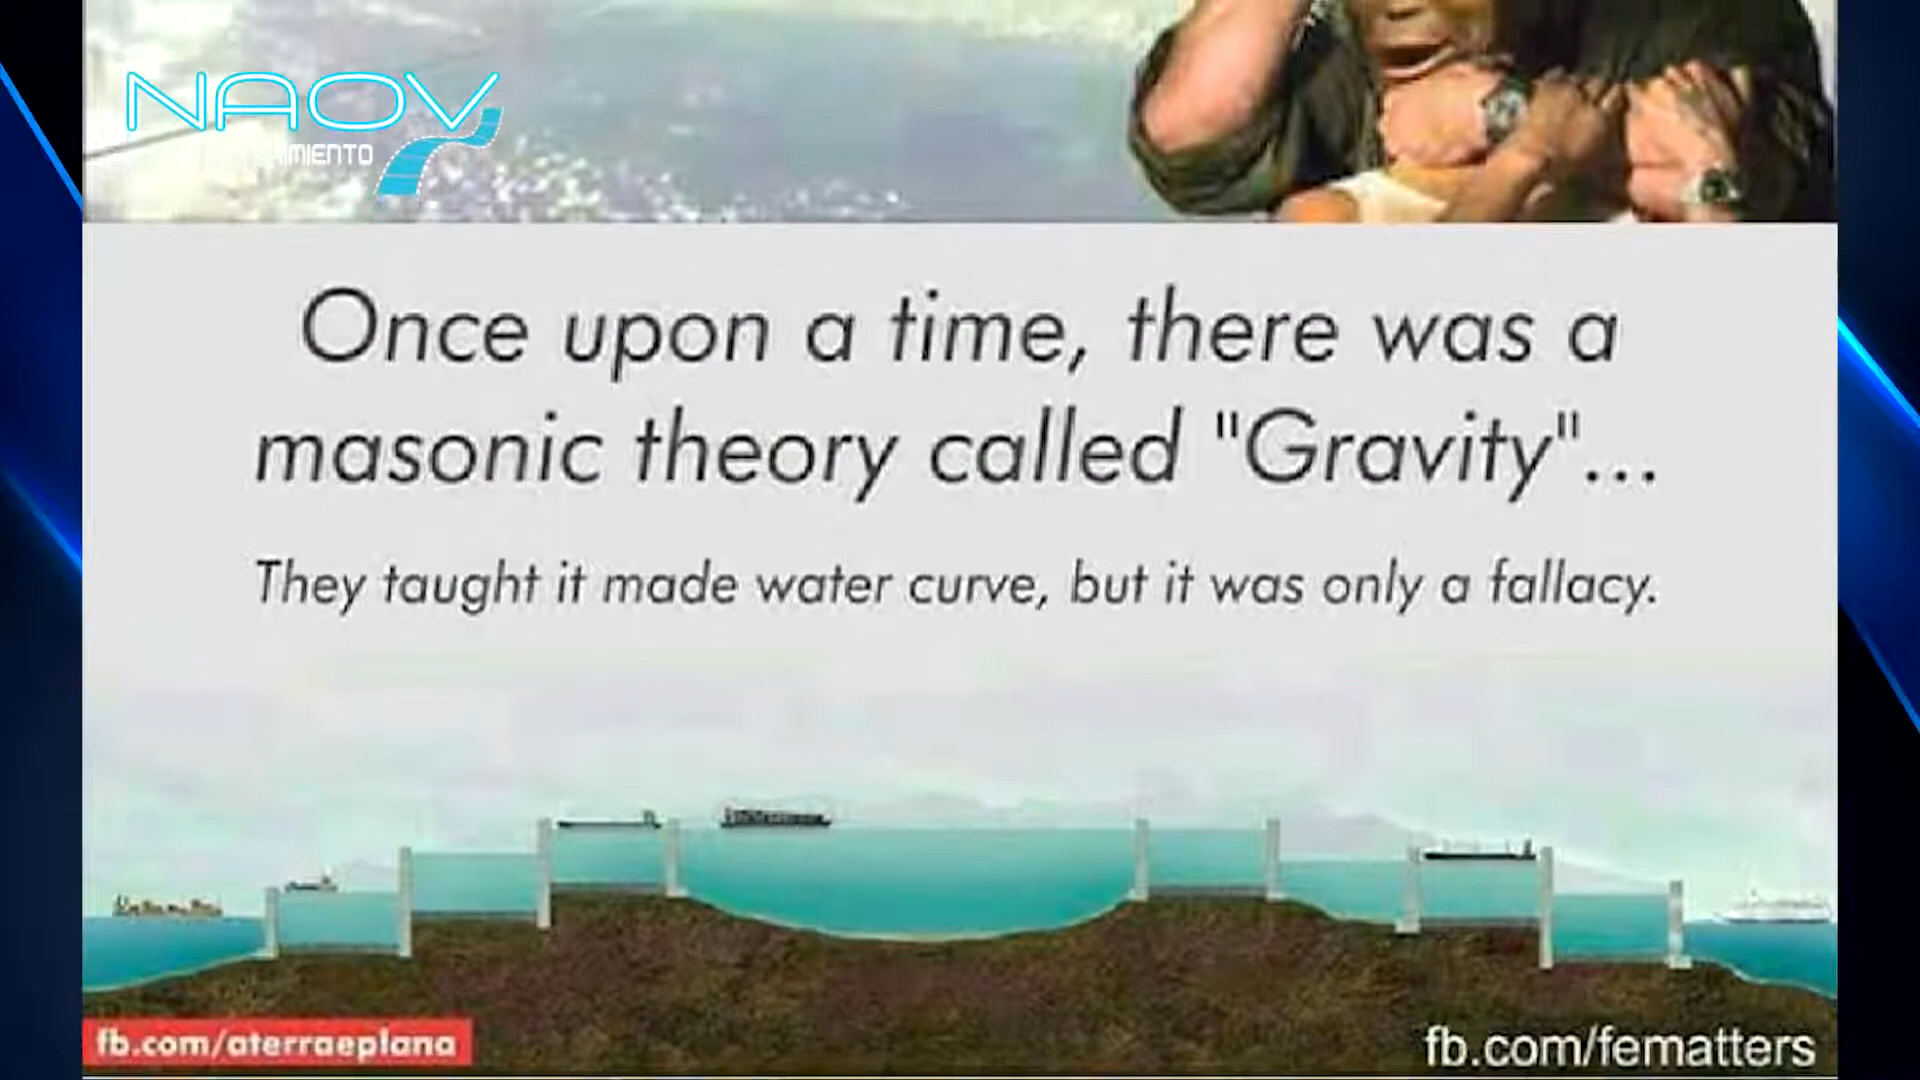 NAOV
Once upon a time, there was a
masonic theory called "Gravity"...
They taught it made water curve, but it was only a fallacy.
fb.com/aterraeplana
fb.com/fematters